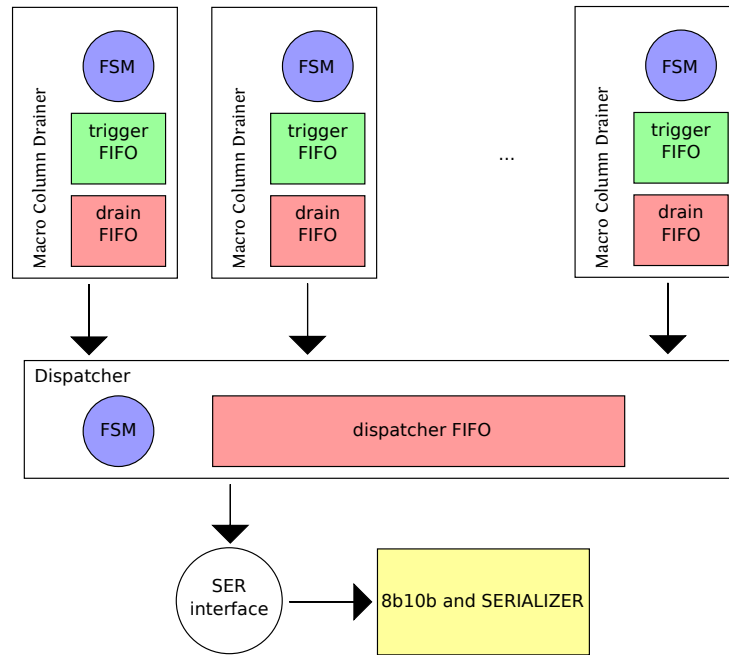 Macro Column Drainer
FSM
trigger
FIFO
drain
FIFO
Macro Column Drainer
FSM
trigger
FIFO
drain
FIFO
...
Macro Column Drainer
FSM
trigger
FIFO
drain
FIFO
Dispatcher
FSM
dispatcher FIFO
SER
interface
8b10b and SERIALIZER